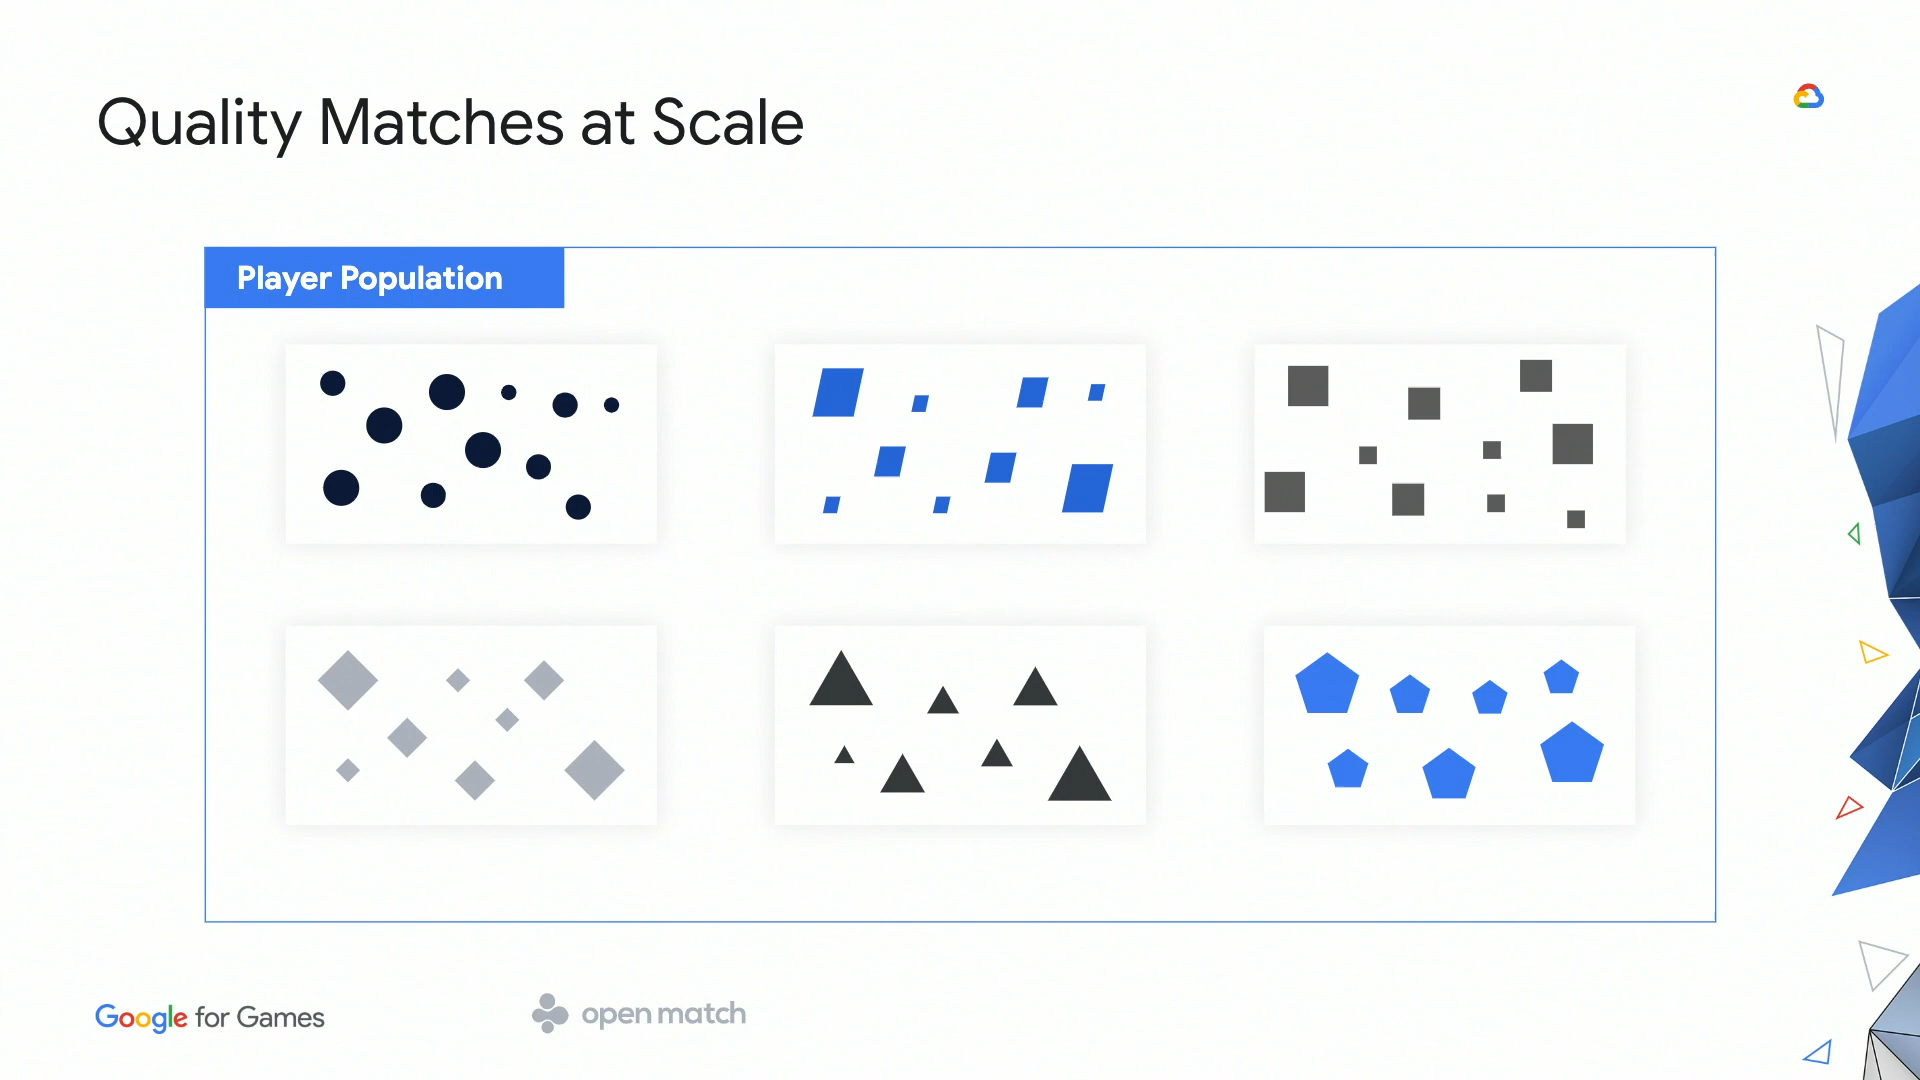 Quality Matches at Scale
Player Population
Google for Games
open match